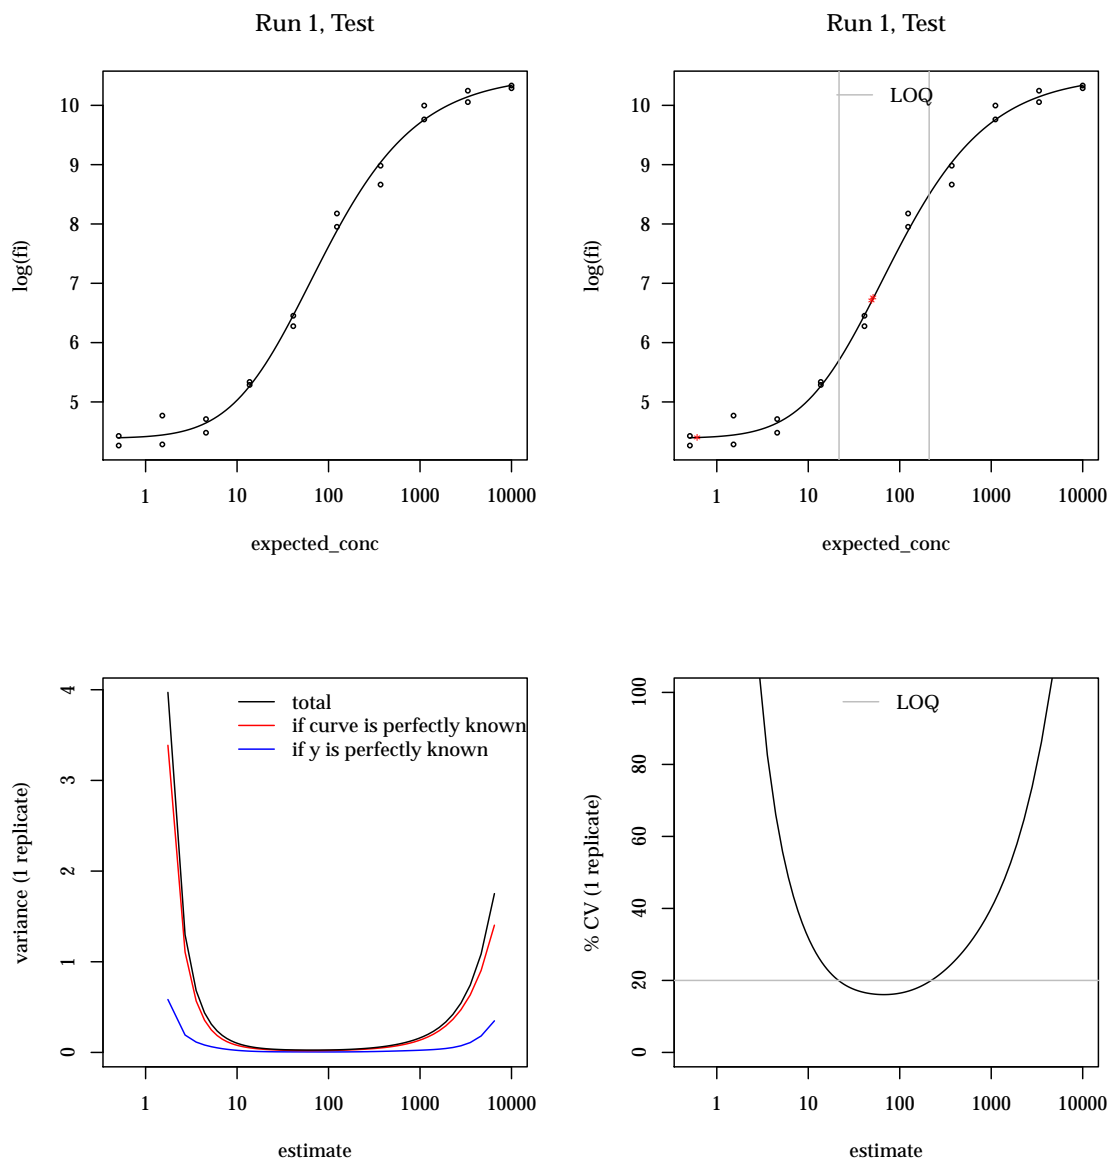 Run 1, Test
log(fi)
10
9
8
7
6
5
1 10 100 1000 10000
expected_conc
Run 1, Test
LOQ
log(fi)
10
9
8
7
6
5
1 10 100 1000 10000
expected_conc
variance (1 replicate)
4
3
2
1
0
total
if curve is perfectly known
if y is perfectly known
1 10 100 1000 10000
estimate
% CV (1 replicate)
100
80
60
40
20
0
LOQ
1 10 100 1000 10000
estimate